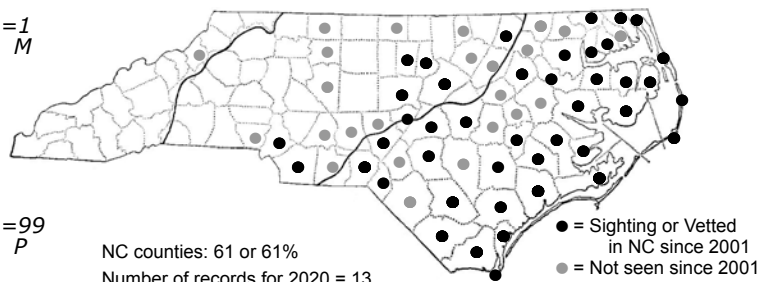 =1
M
=99
P
NC counties: 61 or 61%
Number of records for 2020 = 13
= Sighting or Vetted
in NC since 2001
= Not seen since 2001